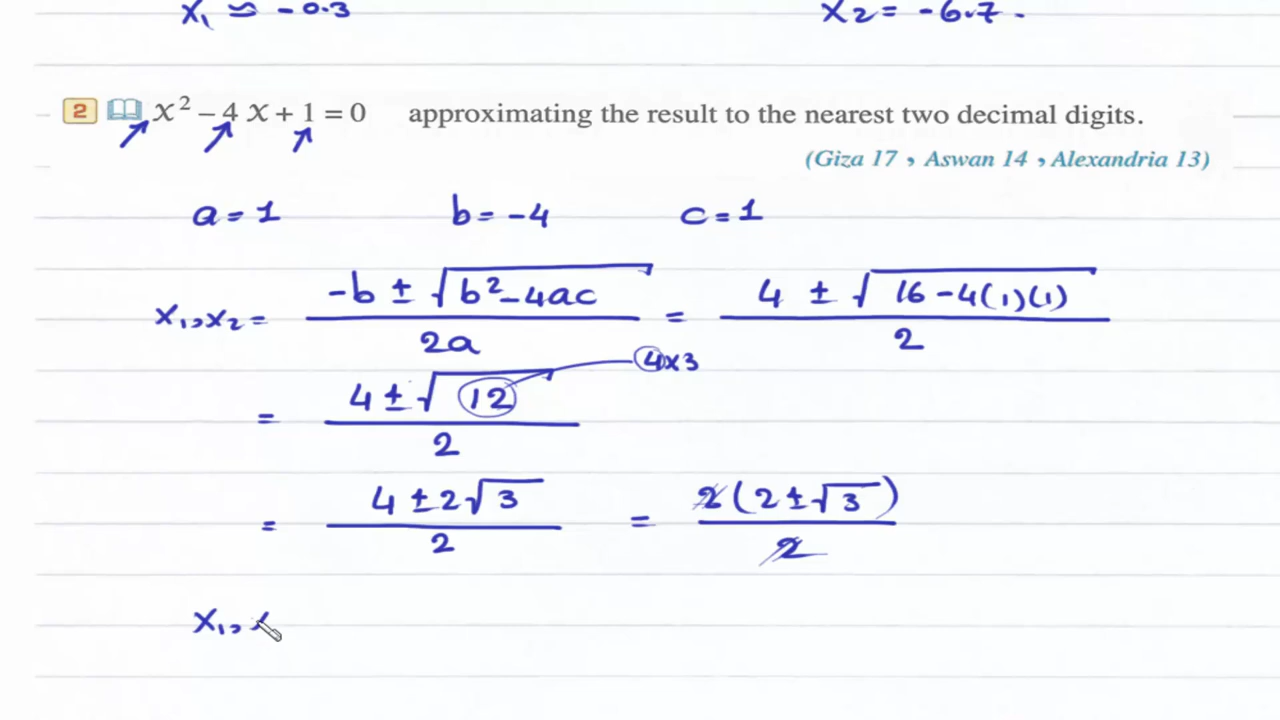 x₁ ≃ -0.3    x₂ = -6.7.
2 x² - 4x + 1 = 0 approximating the result to the nearest two decimal digits.
(Giza 17 , Aswan 14 , Alexandria 13)
a = 1    b = -4    c = 1
x₁,x₂ = (-b ± √(b² - 4ac)) / 2a = (4 ± √(16 - 4(1)(1))) / 2
= (4 ± √12) / 2    4×3
= (4 ± 2√3) / 2 = 2(2 ± √3) / 2
x₁,